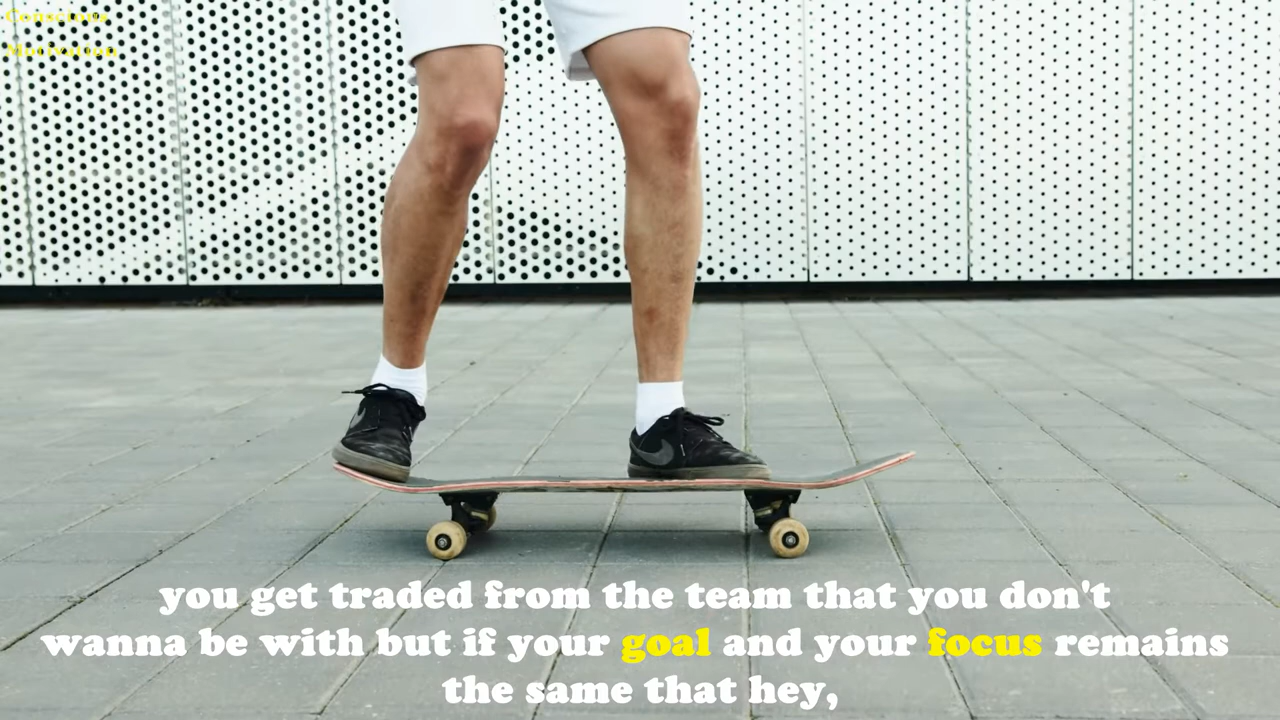 Conscious
Motivation
you get traded from the team that you don't
wanna be with but if your goal and your focus remains
the same that hey,